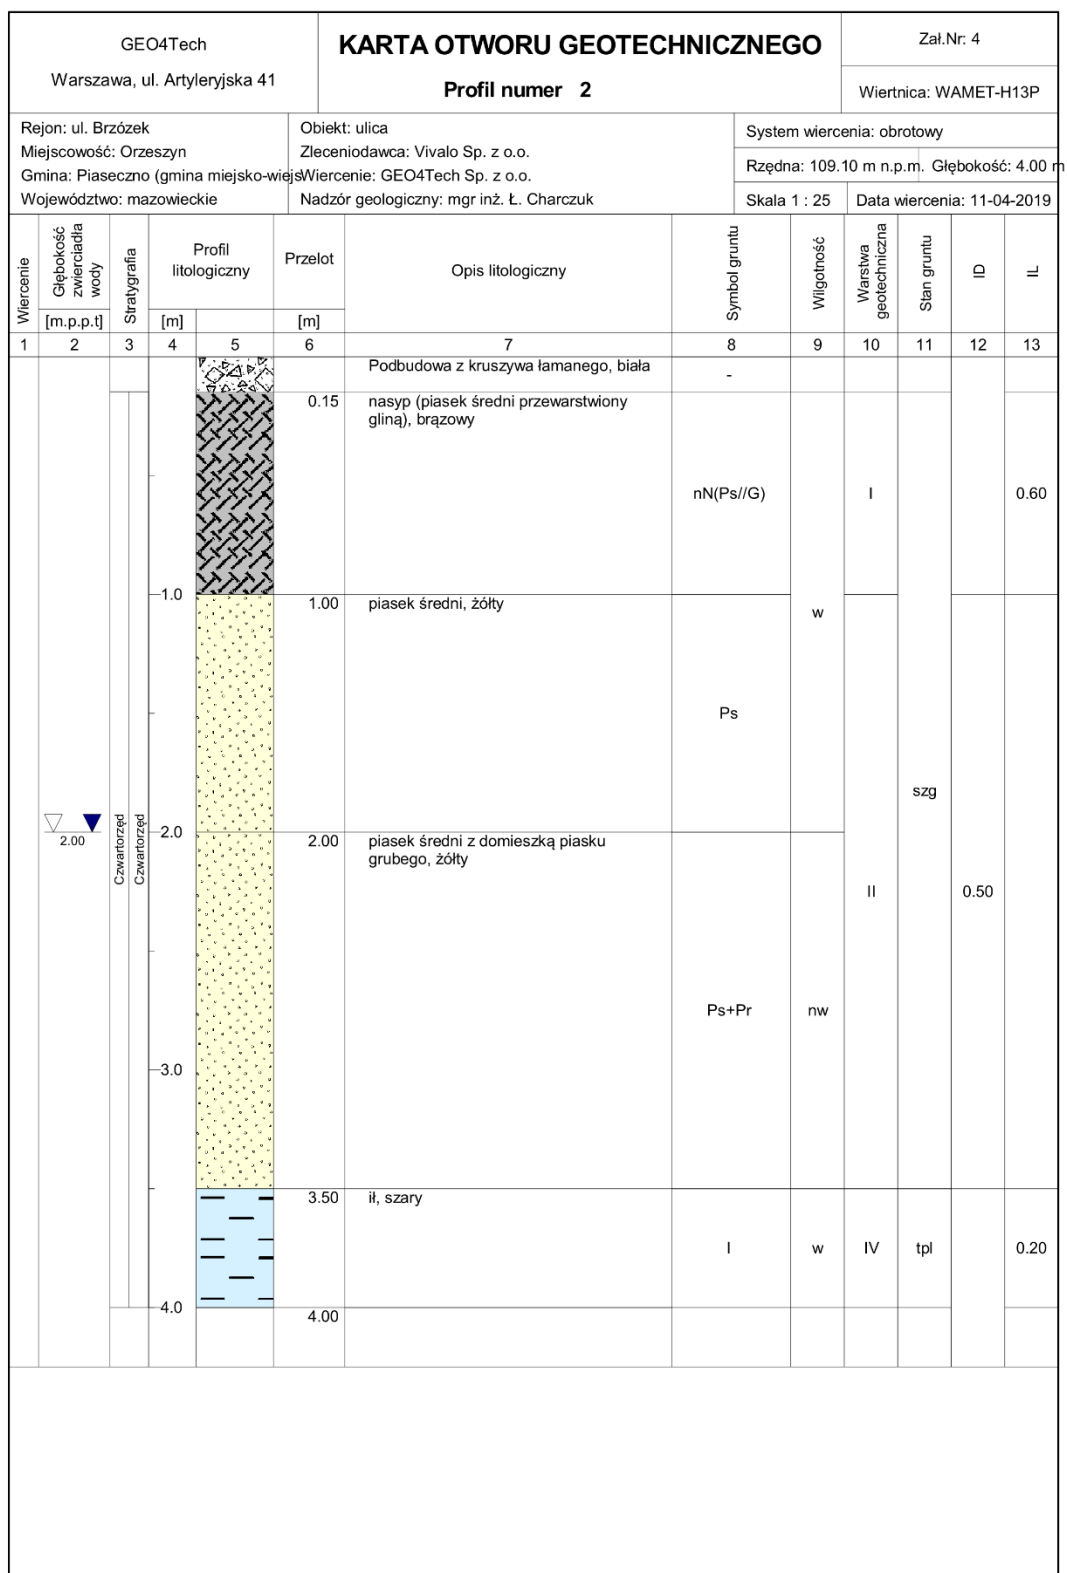 GEO4Tech
Warszawa, ul. Artyleryjska 41
KARTA OTWORU GEOTECHNICZNEGO
Profil numer 2
Zał.Nr: 4
Wiertnica: WAMET-H13P
Rejon: ul. Brzózek
Miejscowość: Orzeszyn
Gmina: Piaseczno (gmina miejsko-wiejs
Województwo: mazowieckie
Obiekt: ulica
Zleceniodawca: Vivalo Sp. z o.o.
Wiercenie: GEO4Tech Sp. z o.o.
Nadzór geologiczny: mgr inż. Ł. Charczuk
System wiercenia: obrotowy
Rzędna: 109.10 m n.p.m. Głębokość: 4.00 m
Skala 1 : 25 Data wiercenia: 11-04-2019
Wiercenie
Głębokość
zwierciadła
wody
[m.p.p.t]
Stratygrafia
Profil
litologiczny
[m]
Przelot
[m]
Opis litologiczny
Symbol gruntu
Wilgotność
Warstwa
geotechniczna
Stan gruntu
ID
IL
1 2 3 4 5 6 7 8 9 10 11 12 13
Podbudowa z kruszywa łamanego, biała
-
0.15 nasyp (piasek średni przewarstwiony
gliną), brązowy
nN(Ps//G) I 0.60
1.0 1.00 piasek średni, żółty
w
Ps
szg
2.00
Czwartorzęd
Czwartorzęd
2.0 2.00 piasek średni z domieszką piasku
grubego, żółty
II 0.50
Ps+Pr nw
3.0
3.50 ił, szary
I w IV tpl 0.20
4.0 4.00